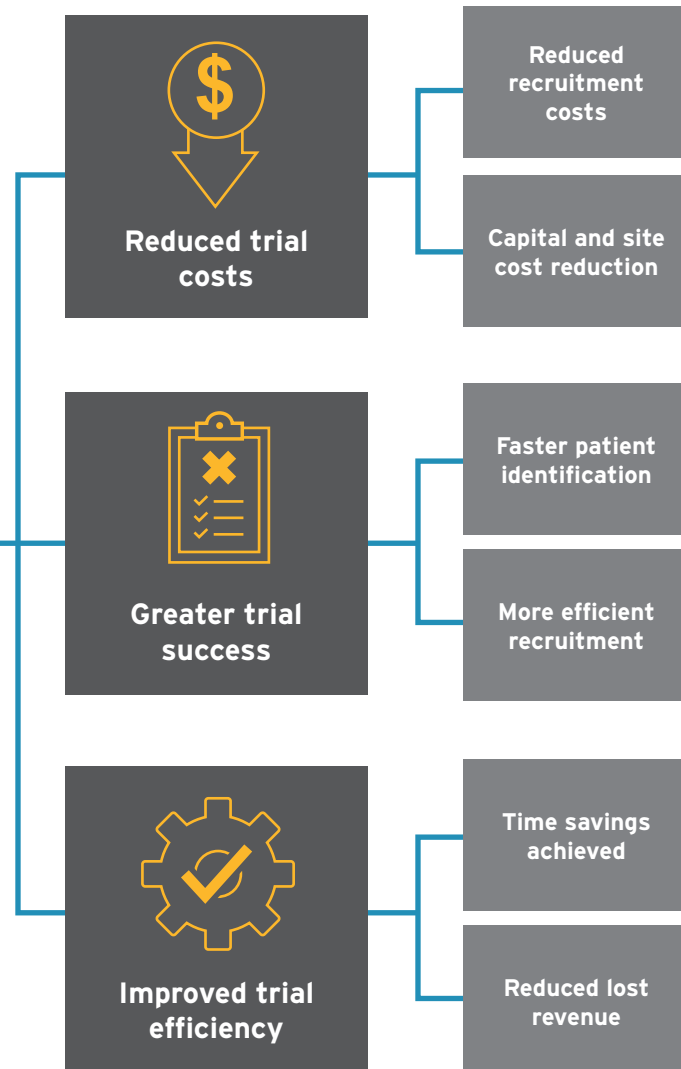 $
Reduced trial
costs
Reduced
recruitment
costs
Capital and site
cost reduction
Greater trial
success
Faster patient
identification
More efficient
recruitment
Improved trial
efficiency
Time savings
achieved
Reduced lost
revenue